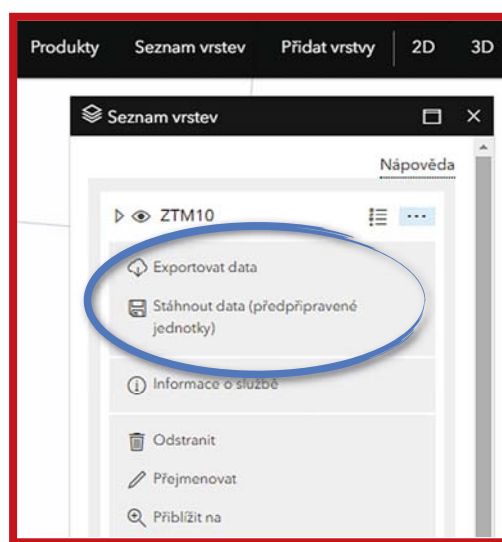 Produkty Seznam vrstev Přidat vrstvy 2D 3D
Seznam vrstev
Nápověda
ZTM10
Exportovat data
Stáhnout data (předpřipravené
jednotky)
Informace o službě
Odstranit
Přejmenovat
Přiblížit na